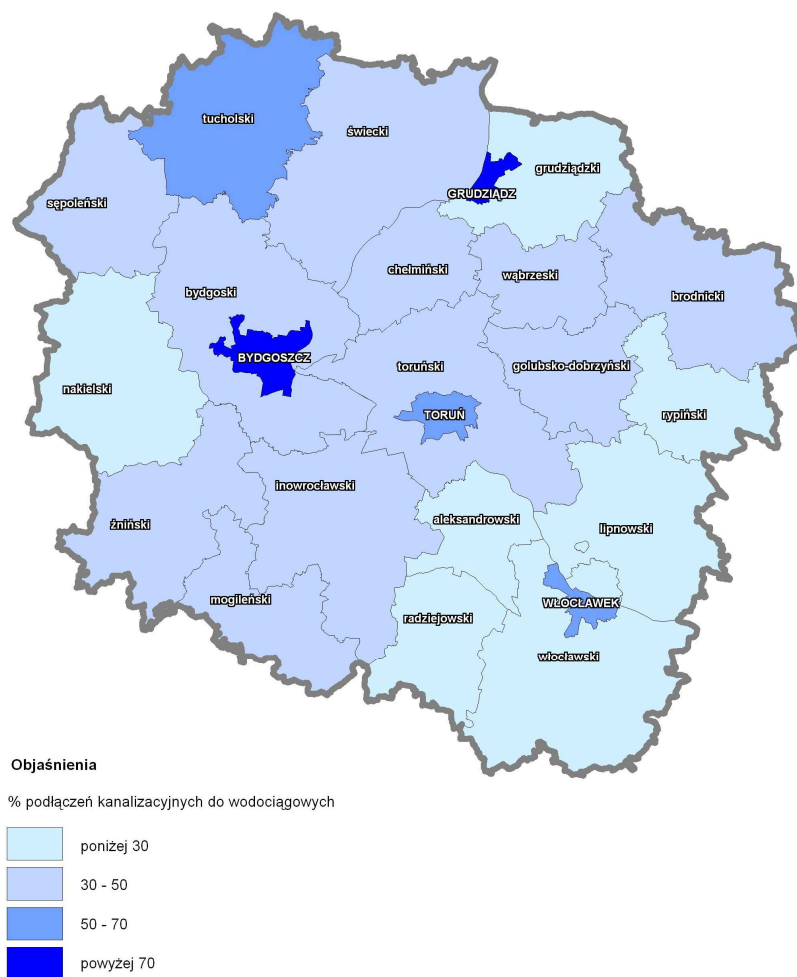 tucholski
świecki
grudziądzki
GRUDZIĄDZ
sępoleński
chełmiński
wąbrzeski
bydgoski
brodnicki
BYDGOSZCZ
toruński
golubsko-dobrzyński
nakielski
TORUŃ
rypiński
inowrocławski
aleksandrowski
żniński
lipnowski
mogileński
WŁOCŁAWEK
radziejowski
włocławski
Objaśnienia
% podłączeń kanalizacyjnych do wodociągowych
poniżej 30
30 - 50
50 - 70
powyżej 70